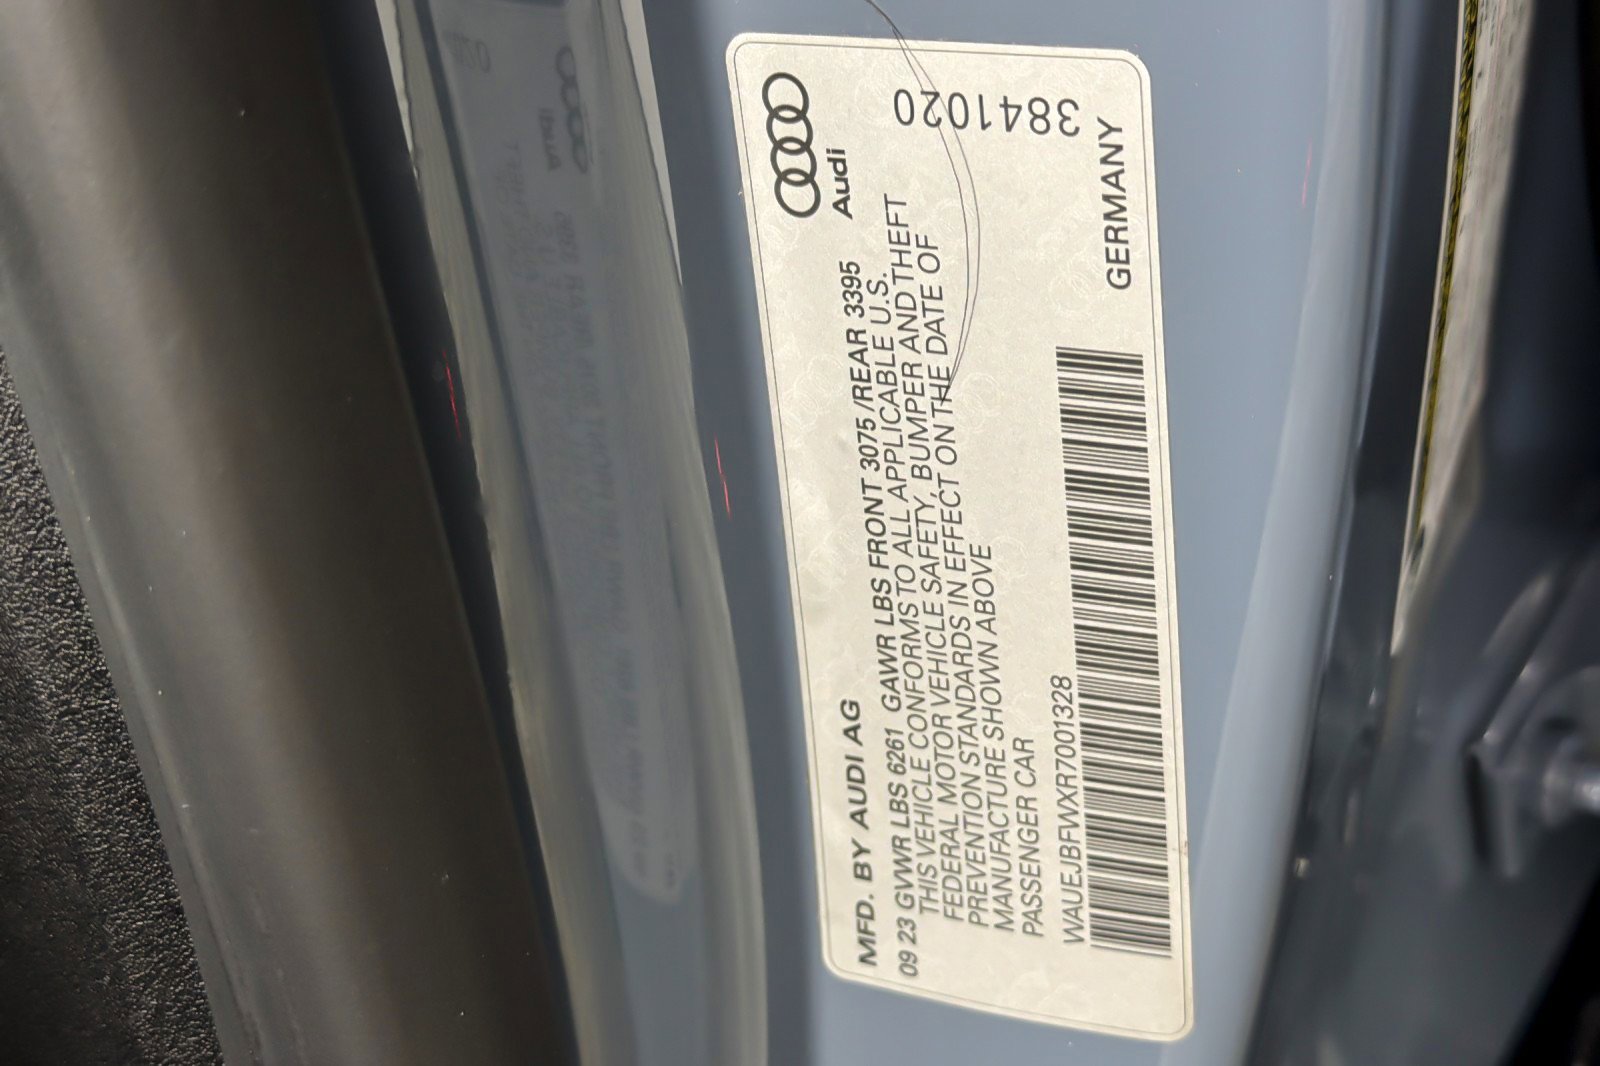 Audi
3841020
MFD. BY AUDI AG
09 23 GVWR LBS 6261 GAWR LBS FRONT 3075 /REAR 3395
THIS VEHICLE CONFORMS TO ALL APPLICABLE U.S.
FEDERAL MOTOR VEHICLE SAFETY, BUMPER AND THEFT
PREVENTION STANDARDS IN EFFECT ON THE DATE OF
MANUFACTURE SHOWN ABOVE
PASSENGER CAR
WAUEJBFWXR7001328
GERMANY